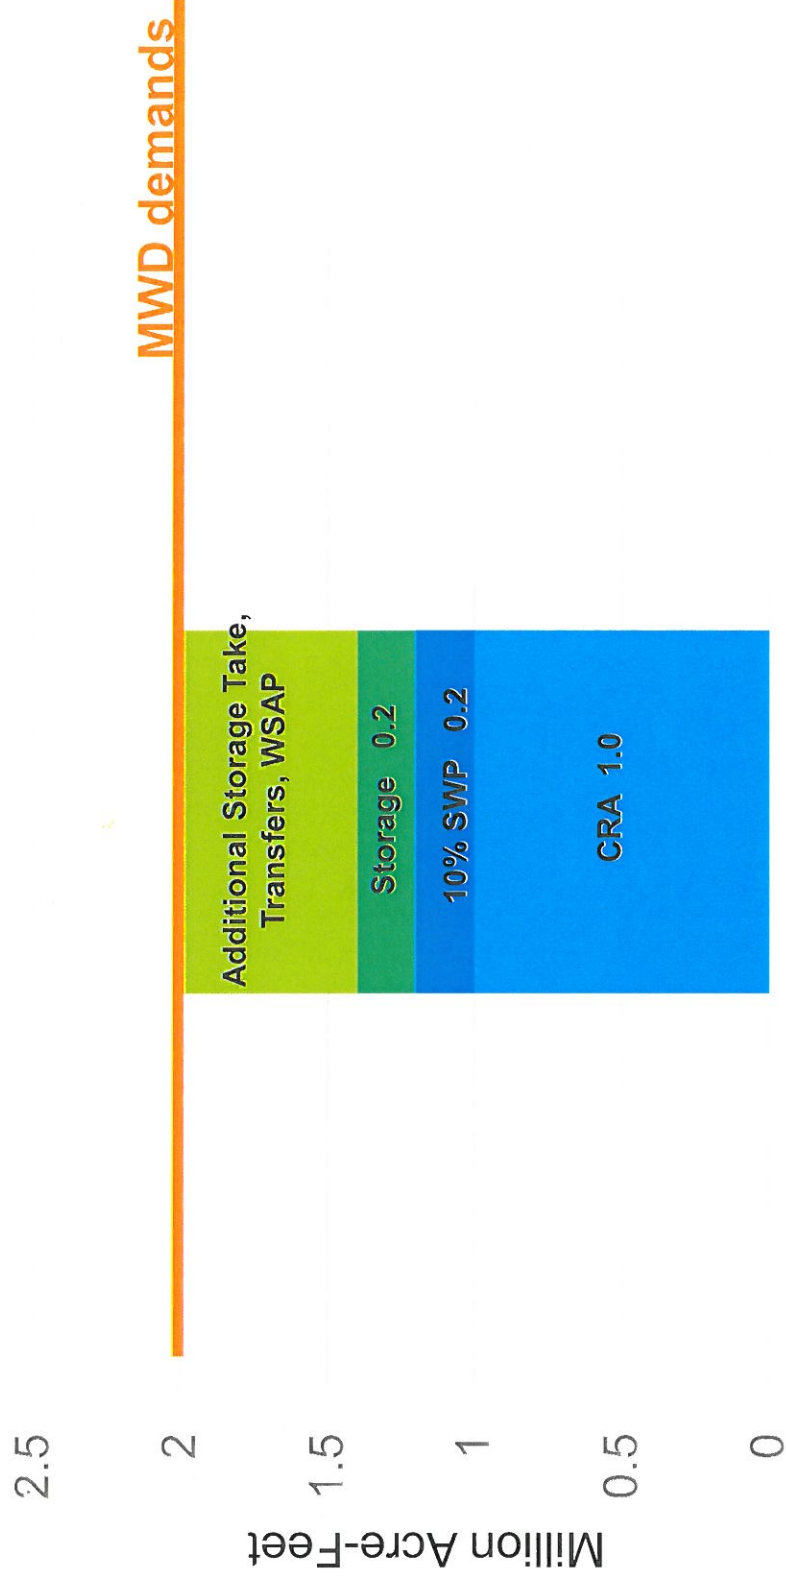 MWD demands
2.5
2
1.5
1
0.5
0
Million Acre-Feet
Additional Storage Take,
Transfers, WSAP
Storage 0.2
10% SWP 0.2
CRA 1.0